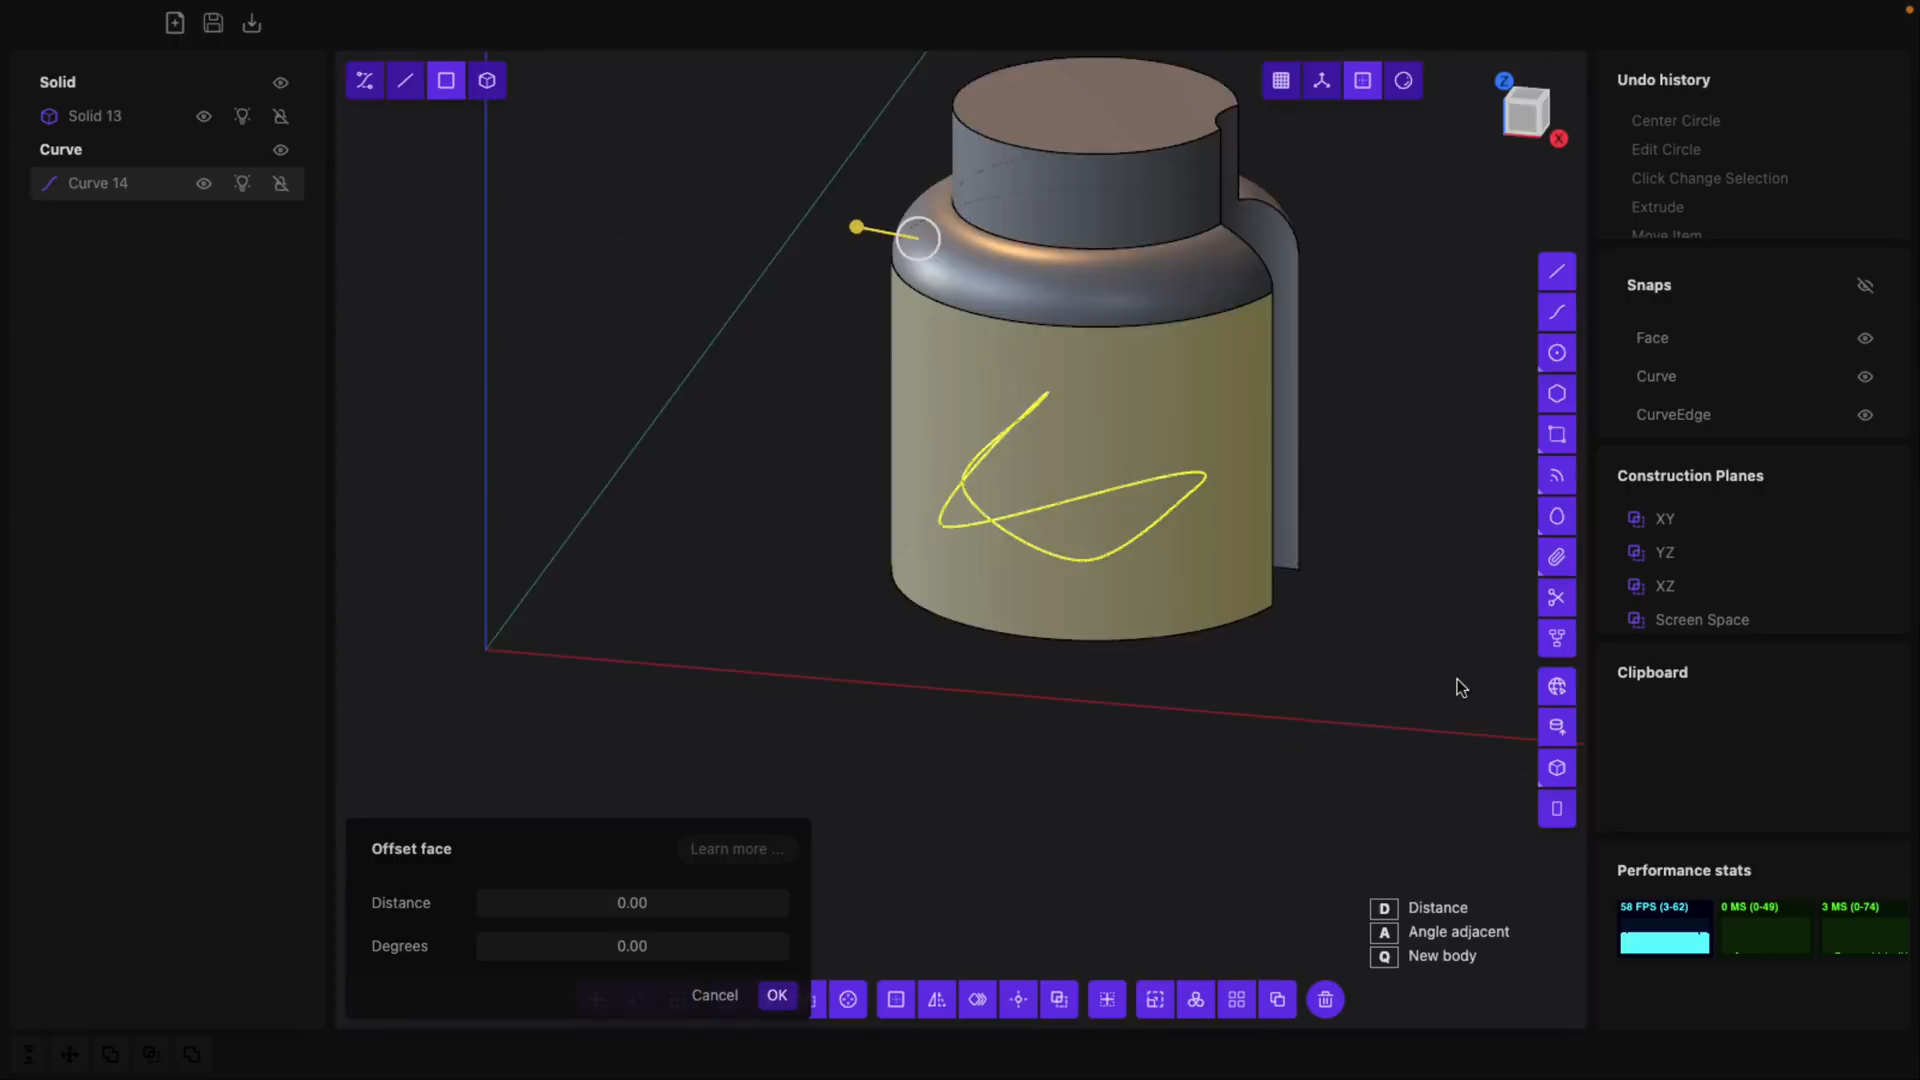 Solid
Solid 13
Curve
Curve 14
Z
X
Undo history
Center Circle
Edit Circle
Click Change Selection
Extrude
Move Item
Snaps
Face
Curve
CurveEdge
Construction Planes
XY
YZ
XZ
Screen Space
Clipboard
Performance stats
58 FPS (3-62) 0 MS (0-49) 3 MS (0-74)
Offset face Learn more ...
Distance 0.00
Degrees 0.00
Cancel OK
D Distance
A Angle adjacent
Q New body